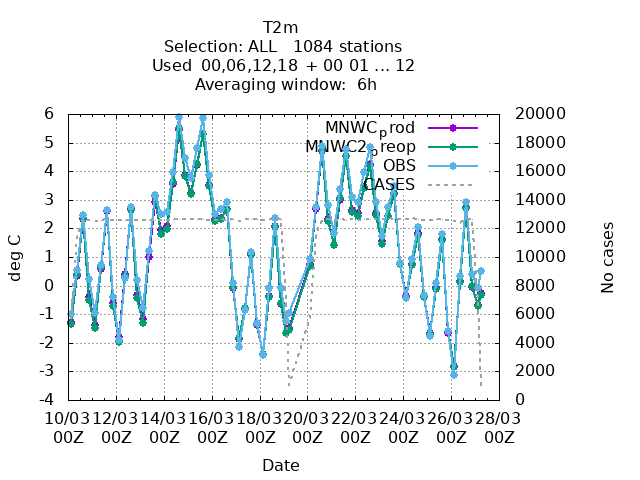 T2m
Selection: ALL   1084 stations
Used  00,06,12,18  + 00 01 ... 12
Averaging window:  6h
6 20000
5 18000
4 16000
3 14000
2 12000
1 10000
0 8000
-1 6000
-2 4000
-3 2000
-4 0
MNWC_prod
MNWC2_preop
OBS
CASES
deg C
No cases
10/03 12/03 14/03 16/03 18/03 20/03 22/03 24/03 26/03 28/03
00Z 00Z 00Z 00Z 00Z 00Z 00Z 00Z 00Z 00Z
Date